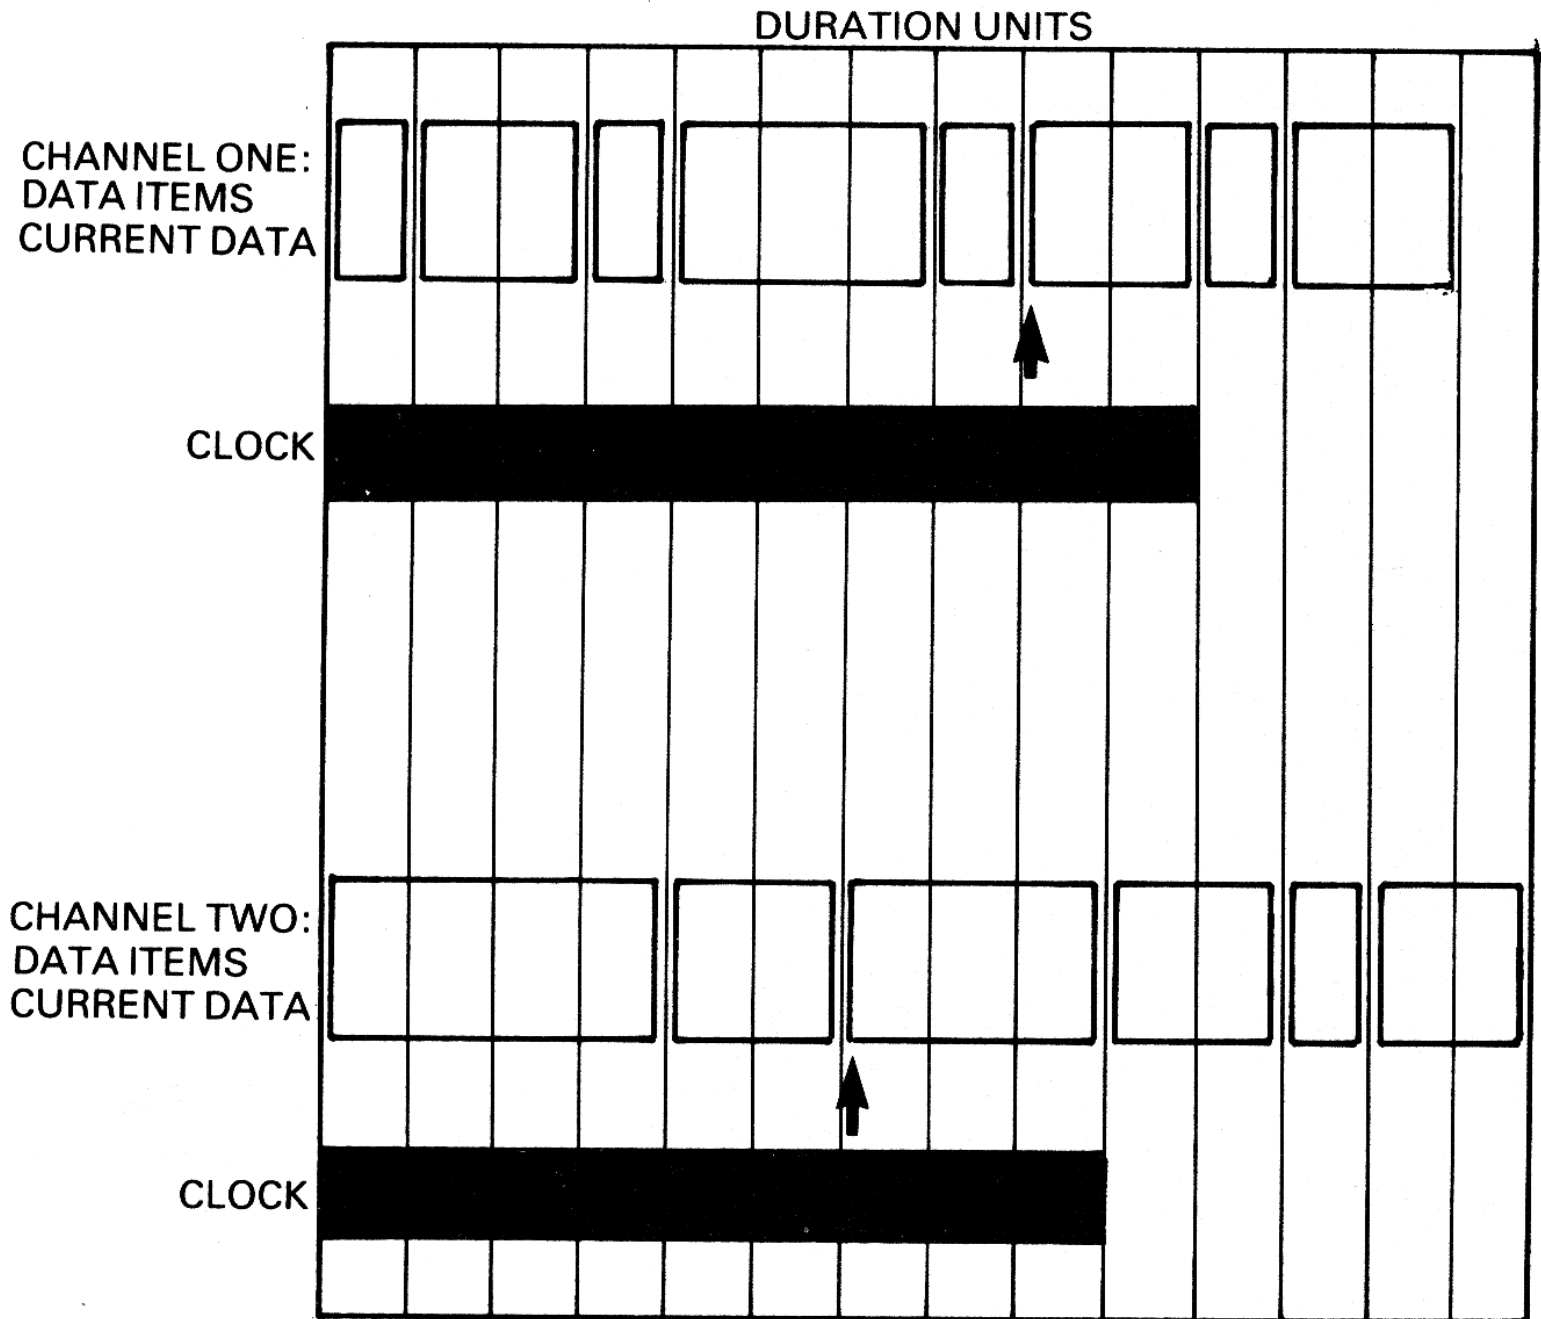 DURATION UNITS
CHANNEL ONE:
DATA ITEMS
CURRENT DATA
CLOCK
CHANNEL TWO:
DATA ITEMS
CURRENT DATA
CLOCK